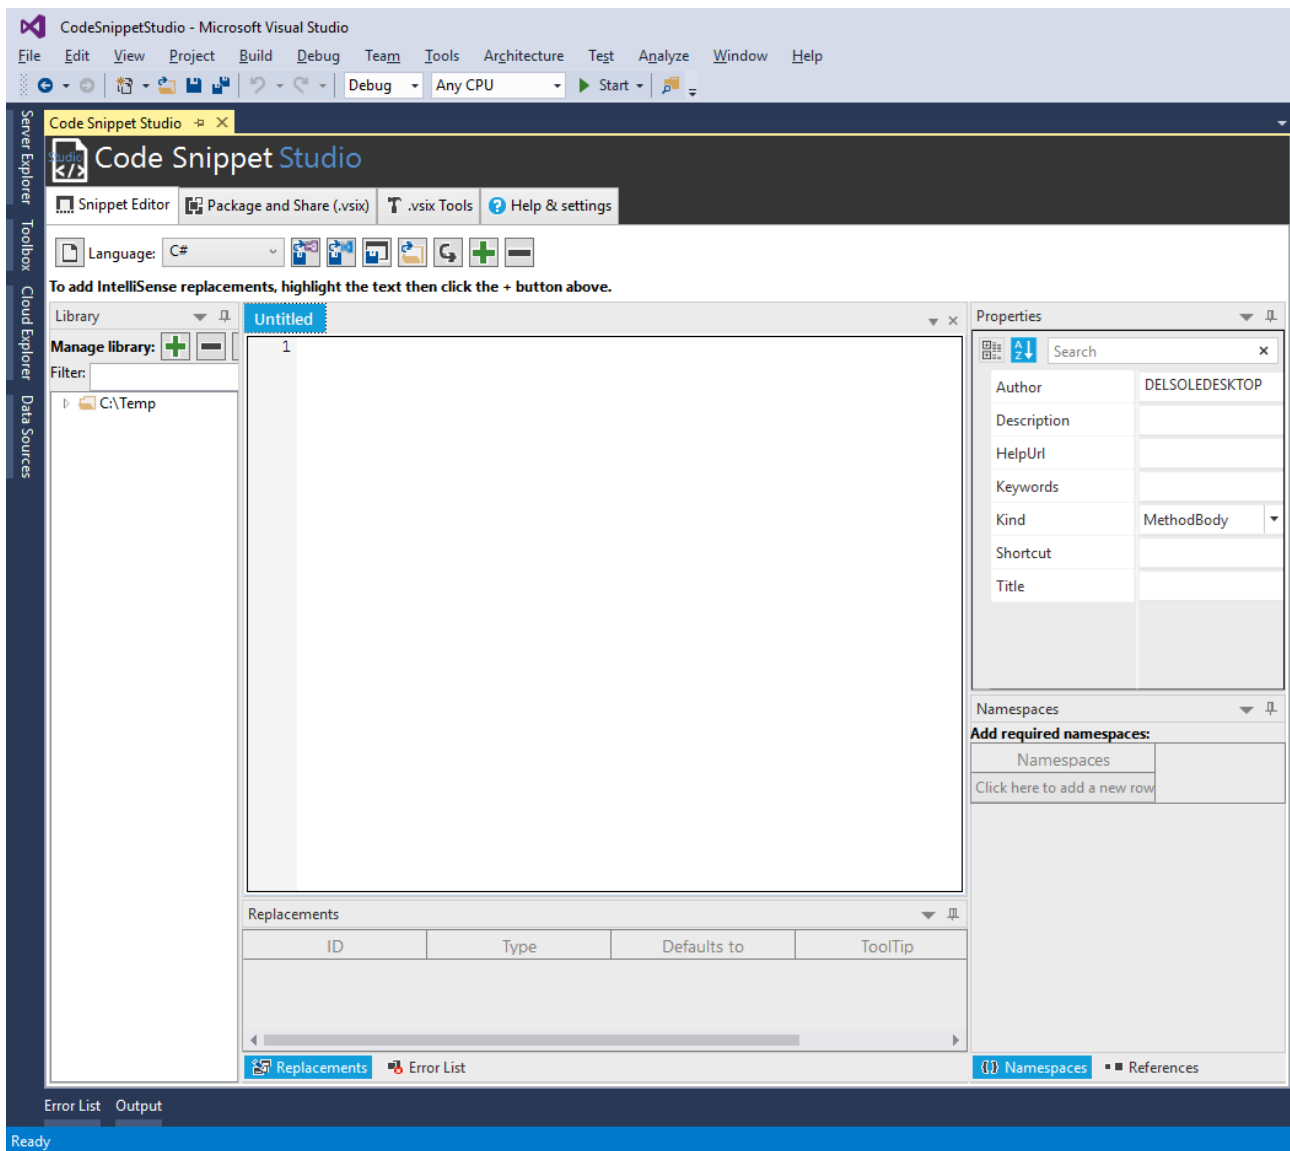 CodeSnippetStudio - Microsoft Visual Studio
File Edit View Project Build Debug Team Tools Architecture Test Analyze Window Help
Debug Any CPU Start
Server Explorer
Toolbox
Cloud Explorer
Data Sources
Code Snippet Studio
Studio
</>
Code Snippet Studio
Snippet Editor Package and Share (.vsix) .vsix Tools Help & settings
Language: C#
To add IntelliSense replacements, highlight the text then click the + button above.
Library
Manage library:
Filter:
C:\Temp
Untitled
1
Properties
Search
Author DELSOLEDESKTOP
Description
HelpUrl
Keywords
Kind MethodBody
Shortcut
Title
Namespaces
Add required namespaces:
Namespaces
Click here to add a new row
Replacements
ID Type Defaults to ToolTip
Replacements Error List
Namespaces References
Error List Output
Ready